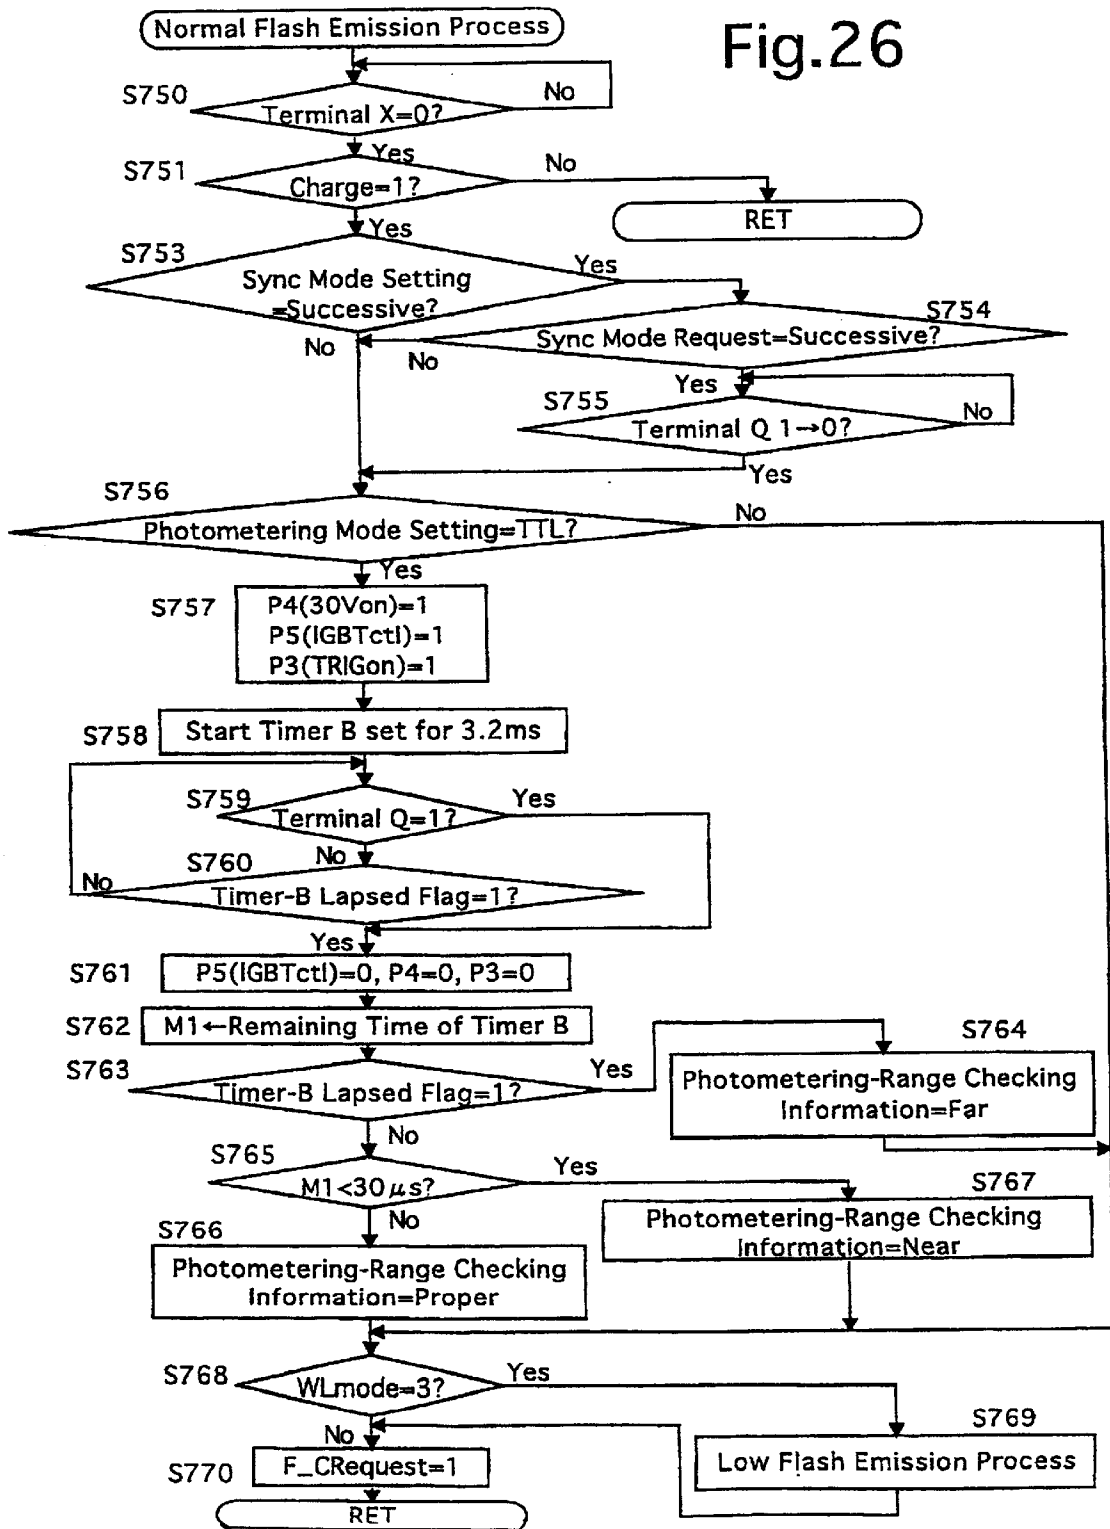 Normal Flash Emission Process
Fig.26
S750
Terminal X=0?
No
Yes
S751
Charge=1?
No
RET
Yes
S753
Sync Mode Setting
=Successive?
Yes
No
S754
Sync Mode Request=Successive?
No
Yes
S755
Terminal Q 1→0?
No
Yes
S756
Photometering Mode Setting=TTL?
No
Yes
S757
P4(30Von)=1
P5(IGBTctl)=1
P3(TRIGon)=1
S758
Start Timer B set for 3.2ms
S759
Terminal Q=1?
Yes
No
S760
Timer-B Lapsed Flag=1?
No
Yes
S761
P5(IGBTctl)=0, P4=0, P3=0
S762
M1←Remaining Time of Timer B
S763
Timer-B Lapsed Flag=1?
Yes
No
S764
Photometering-Range Checking
Information=Far
S765
M1<30μs?
Yes
No
S767
Photometering-Range Checking
Information=Near
S766
Photometering-Range Checking
Information=Proper
S768
WLmode=3?
Yes
No
S769
Low Flash Emission Process
S770
F_CRequest=1
RET